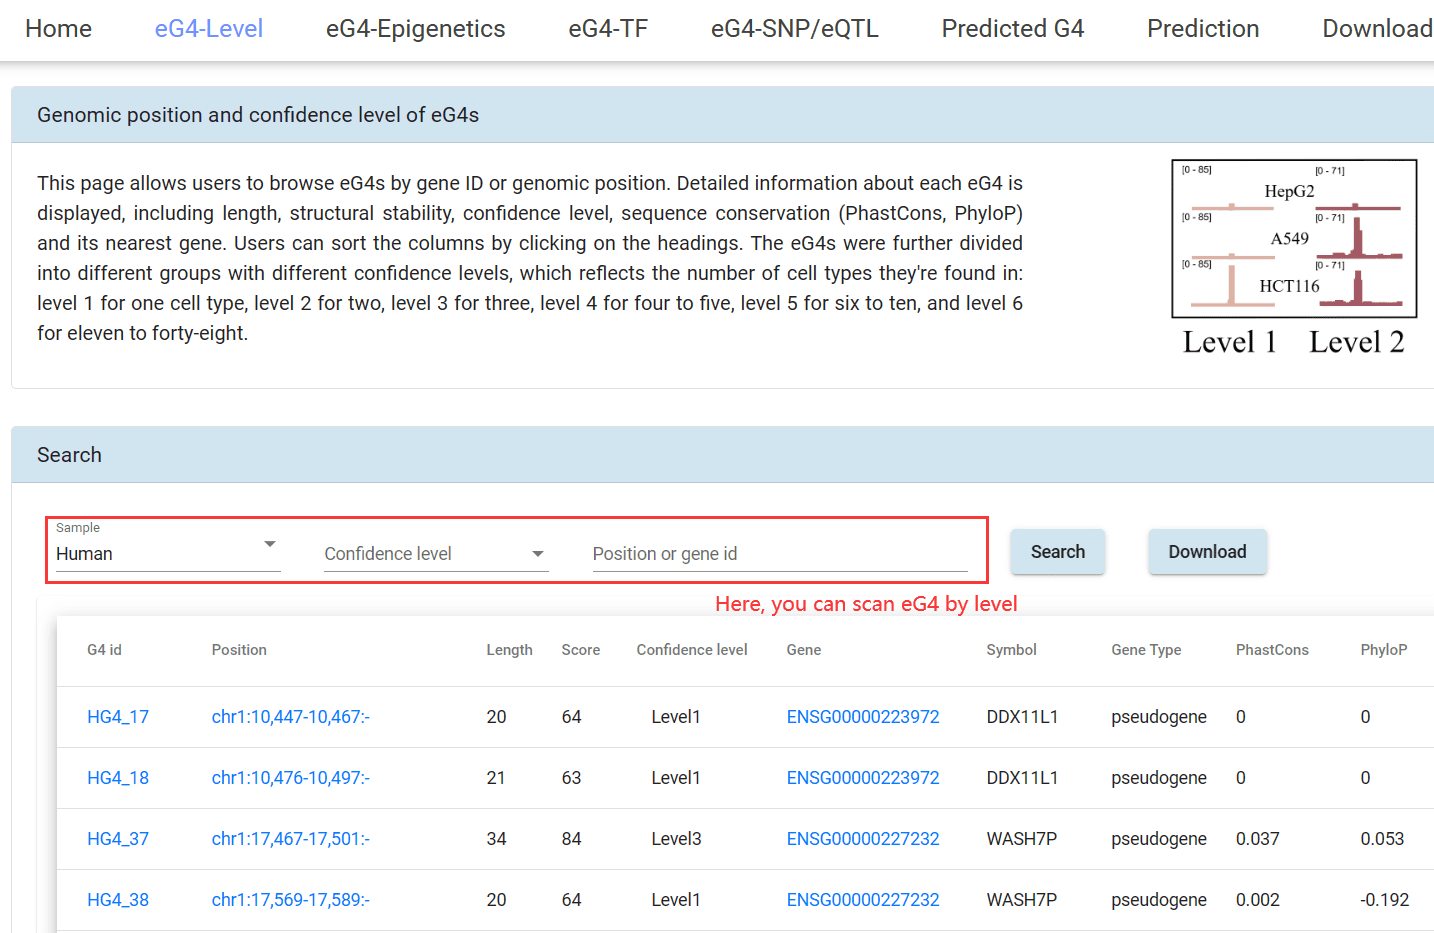 Home eG4-Level eG4-Epigenetics eG4-TF eG4-SNP/eQTL Predicted G4 Prediction Download
Genomic position and confidence level of eG4s
This page allows users to browse eG4s by gene ID or genomic position. Detailed information about each eG4 is
displayed, including length, structural stability, confidence level, sequence conservation (PhastCons, PhyloP)
and its nearest gene. Users can sort the columns by clicking on the headings. The eG4s were further divided
into different groups with different confidence levels, which reflects the number of cell types they're found in:
level 1 for one cell type, level 2 for two, level 3 for three, level 4 for four to five, level 5 for six to ten, and level 6
for eleven to forty-eight.
[0 - 85] [0 - 71]
HepG2
[0 - 85] [0 - 71]
A549
[0 - 85] [0 - 71]
HCT116
Level 1 Level 2
Search
Sample
Human Confidence level Position or gene id Search Download
Here, you can scan eG4 by level
G4 id Position Length Score Confidence level Gene Symbol Gene Type PhastCons PhyloP
HG4_17 chr1:10,447-10,467:- 20 64 Level1 ENSG00000223972 DDX11L1 pseudogene 0 0
HG4_18 chr1:10,476-10,497:- 21 63 Level1 ENSG00000223972 DDX11L1 pseudogene 0 0
HG4_37 chr1:17,467-17,501:- 34 84 Level3 ENSG00000227232 WASH7P pseudogene 0.037 0.053
HG4_38 chr1:17,569-17,589:- 20 64 Level1 ENSG00000227232 WASH7P pseudogene 0.002 -0.192